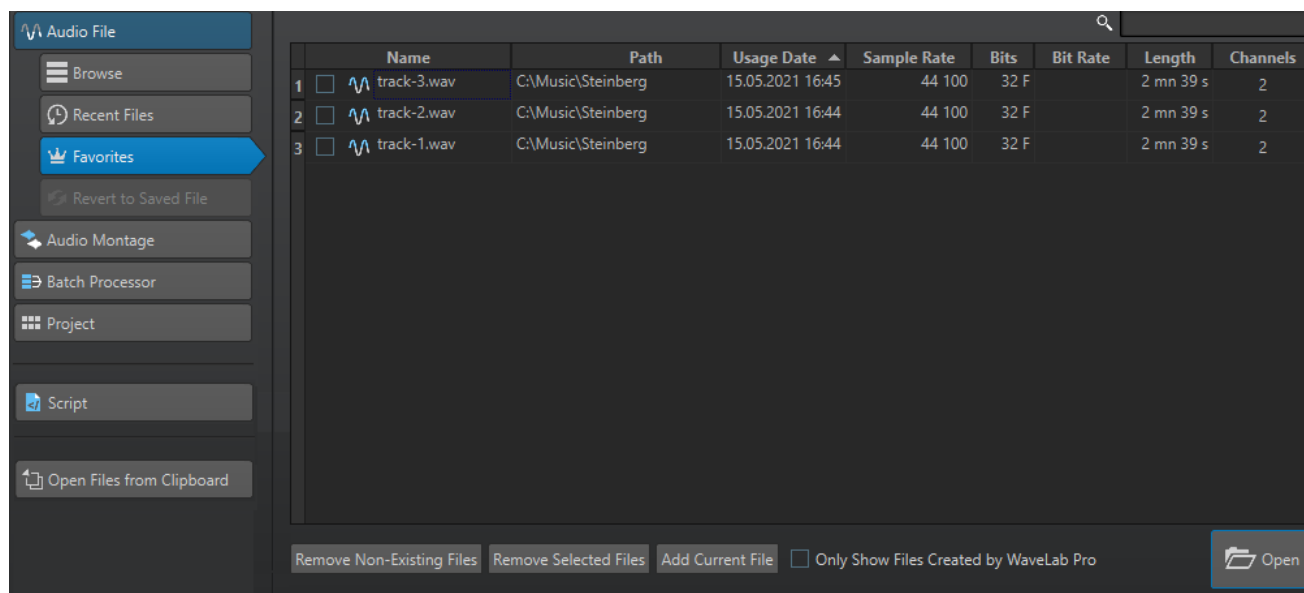 Audio File
Browse
Recent Files
Favorites
Revert to Saved File
Audio Montage
Batch Processor
Project
Script
Open Files from Clipboard
Name Path Usage Date Sample Rate Bits Bit Rate Length Channels
1 track-3.wav C:\Music\Steinberg 15.05.2021 16:45 44 100 32 F 2 mn 39 s 2
2 track-2.wav C:\Music\Steinberg 15.05.2021 16:44 44 100 32 F 2 mn 39 s 2
3 track-1.wav C:\Music\Steinberg 15.05.2021 16:44 44 100 32 F 2 mn 39 s 2
Remove Non-Existing Files Remove Selected Files Add Current File Only Show Files Created by WaveLab Pro Open